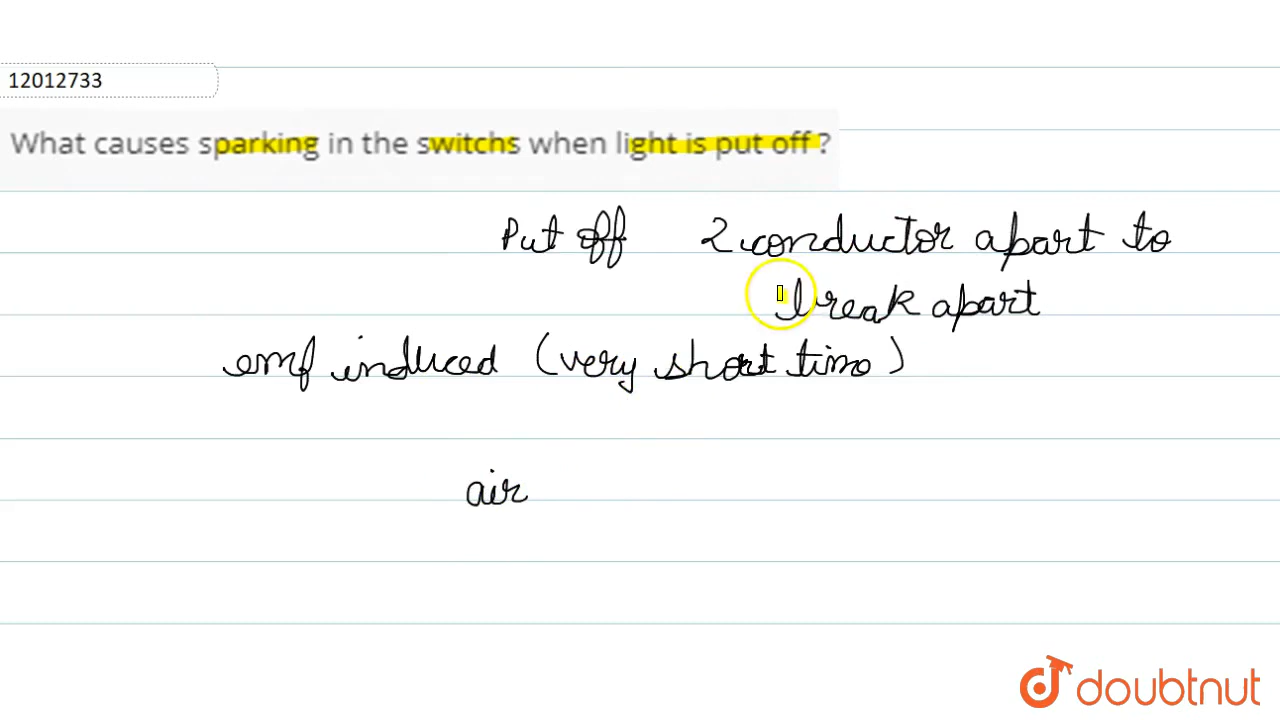 12012733
What causes sparking in the switchs when light is put off ?
Put off 2 conductor apart to
break apart
emf induced (very short time)
air
doubtnut